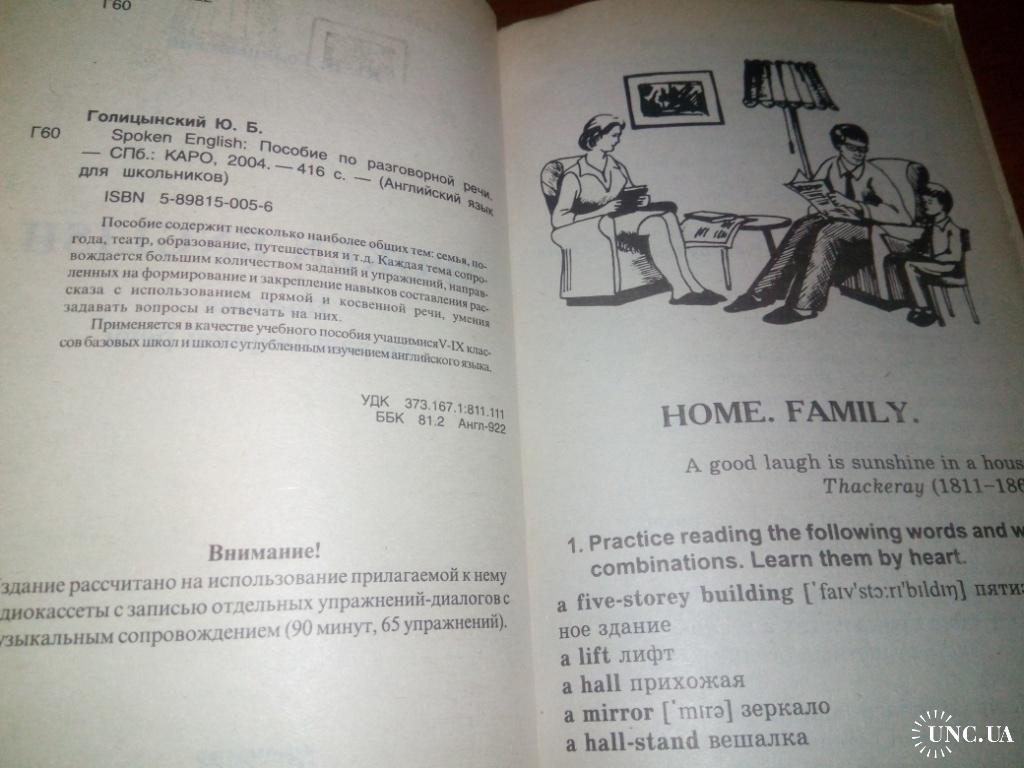 Г60
Голицынский Ю. Б.
Г60
Spoken English: Пособие по разговорной речи.
— СПб.: КАРО, 2004. — 416 с. — (Английский язык
для школьников)
ISBN 5-89815-005-6
Пособие содержит несколько наиболее общих тем: семья, по-
года, театр, образование, путешествия и т.д. Каждая тема сопро-
вождается большим количеством заданий и упражнений, направ-
ленных на формирование и закрепление навыков составления рас-
сказа с использованием прямой и косвенной речи, умения
задавать вопросы и отвечать на них.
Применяется в качестве учебного пособия учащимися V-IX клас-
сов базовых школ и школ с углубленным изучением английского языка.
УДК 373.167.1:811.111
ББК 81.2 Англ-922
Внимание!
здание рассчитано на использование прилагаемой к нему
диокассеты с записью отдельных упражнений-диалогов с
узыкальным сопровождением (90 минут, 65 упражнений).
HOME. FAMILY.
A good laugh is sunshine in a hous
Thackeray (1811–186
1. Practice reading the following words and w
combinations. Learn them by heart.
a five-storey building [ˈfaɪvˈstɔ:rɪˈbɪldɪŋ] пяти
ное здание
a lift лифт
a hall прихожая
a mirror [ˈmɪrə] зеркало
a hall-stand вешалка
UNC.UA